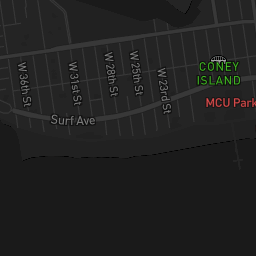 CONEY
ISLAND
W 36th St
W 31st St
W 28th St
W 25th St
W 23rd St
MCU Park
Surf Ave